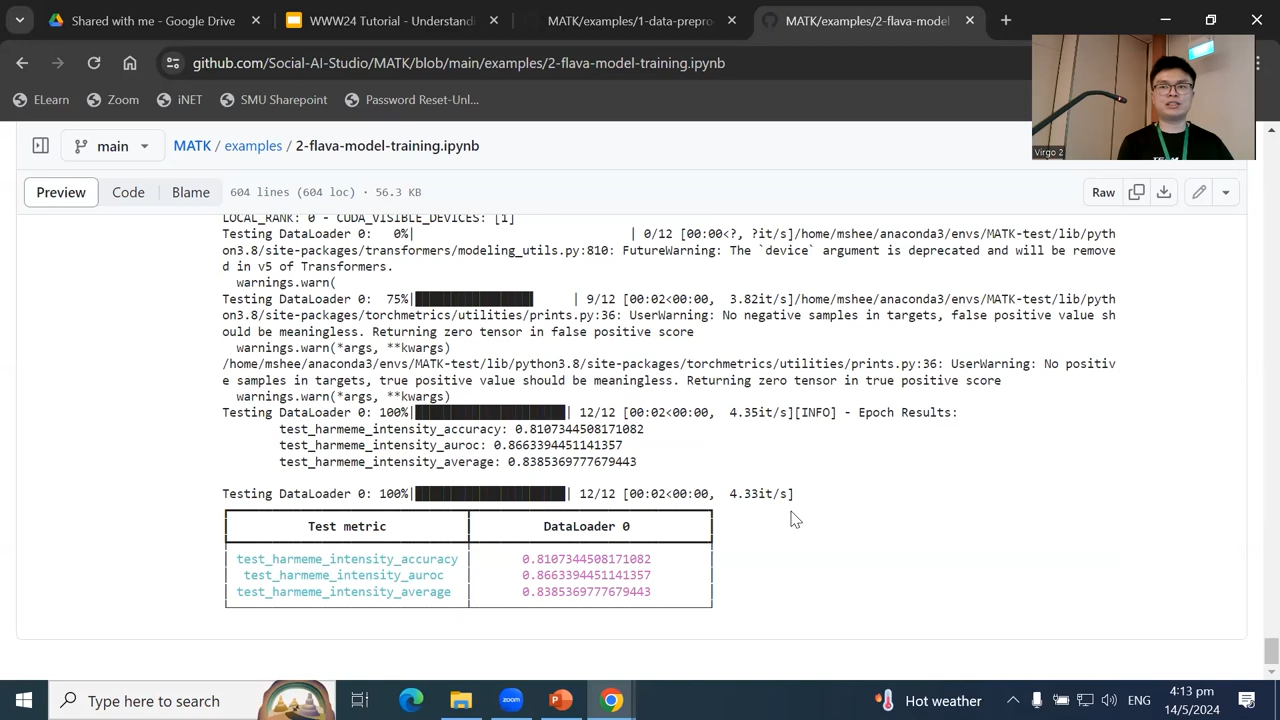 Shared with me - Google Drive
WWW24 Tutorial - Understandi
MATK/examples/1-data-prepro
MATK/examples/2-flava-model
github.com/Social-AI-Studio/MATK/blob/main/examples/2-flava-model-training.ipynb
ELearn
Zoom
iNET
SMU Sharepoint
Password Reset-Unl...
Virgo 2
main
MATK / examples / 2-flava-model-training.ipynb
Preview
Code
Blame
604 lines (604 loc) · 56.3 KB
Raw
LOCAL_RANK: 0 - CUDA_VISIBLE_DEVICES: [1]
Testing DataLoader 0:   0%|                           | 0/12 [00:00<?, ?it/s]/home/mshee/anaconda3/envs/MATK-test/lib/pyth
on3.8/site-packages/transformers/modeling_utils.py:810: FutureWarning: The `device` argument is deprecated and will be remove
d in v5 of Transformers.
warnings.warn(
Testing DataLoader 0:  75%|███████████████     | 9/12 [00:02<00:00,  3.82it/s]/home/mshee/anaconda3/envs/MATK-test/lib/pyth
on3.8/site-packages/torchmetrics/utilities/prints.py:36: UserWarning: No negative samples in targets, false positive value sh
ould be meaningless. Returning zero tensor in false positive score
warnings.warn(*args, **kwargs)
/home/mshee/anaconda3/envs/MATK-test/lib/python3.8/site-packages/torchmetrics/utilities/prints.py:36: UserWarning: No positiv
e samples in targets, true positive value should be meaningless. Returning zero tensor in true positive score
warnings.warn(*args, **kwargs)
Testing DataLoader 0: 100%|███████████████████| 12/12 [00:02<00:00,  4.35it/s][INFO] - Epoch Results:
test_harmeme_intensity_accuracy: 0.8107344508171082
test_harmeme_intensity_auroc: 0.8663394451141357
test_harmeme_intensity_average: 0.8385369777679443
Testing DataLoader 0: 100%|███████████████████| 12/12 [00:02<00:00,  4.33it/s]
Test metric DataLoader 0
test_harmeme_intensity_accuracy 0.8107344508171082
test_harmeme_intensity_auroc 0.8663394451141357
test_harmeme_intensity_average 0.8385369777679443
Type here to search
zoom
Hot weather
ENG
4:13 pm
14/5/2024